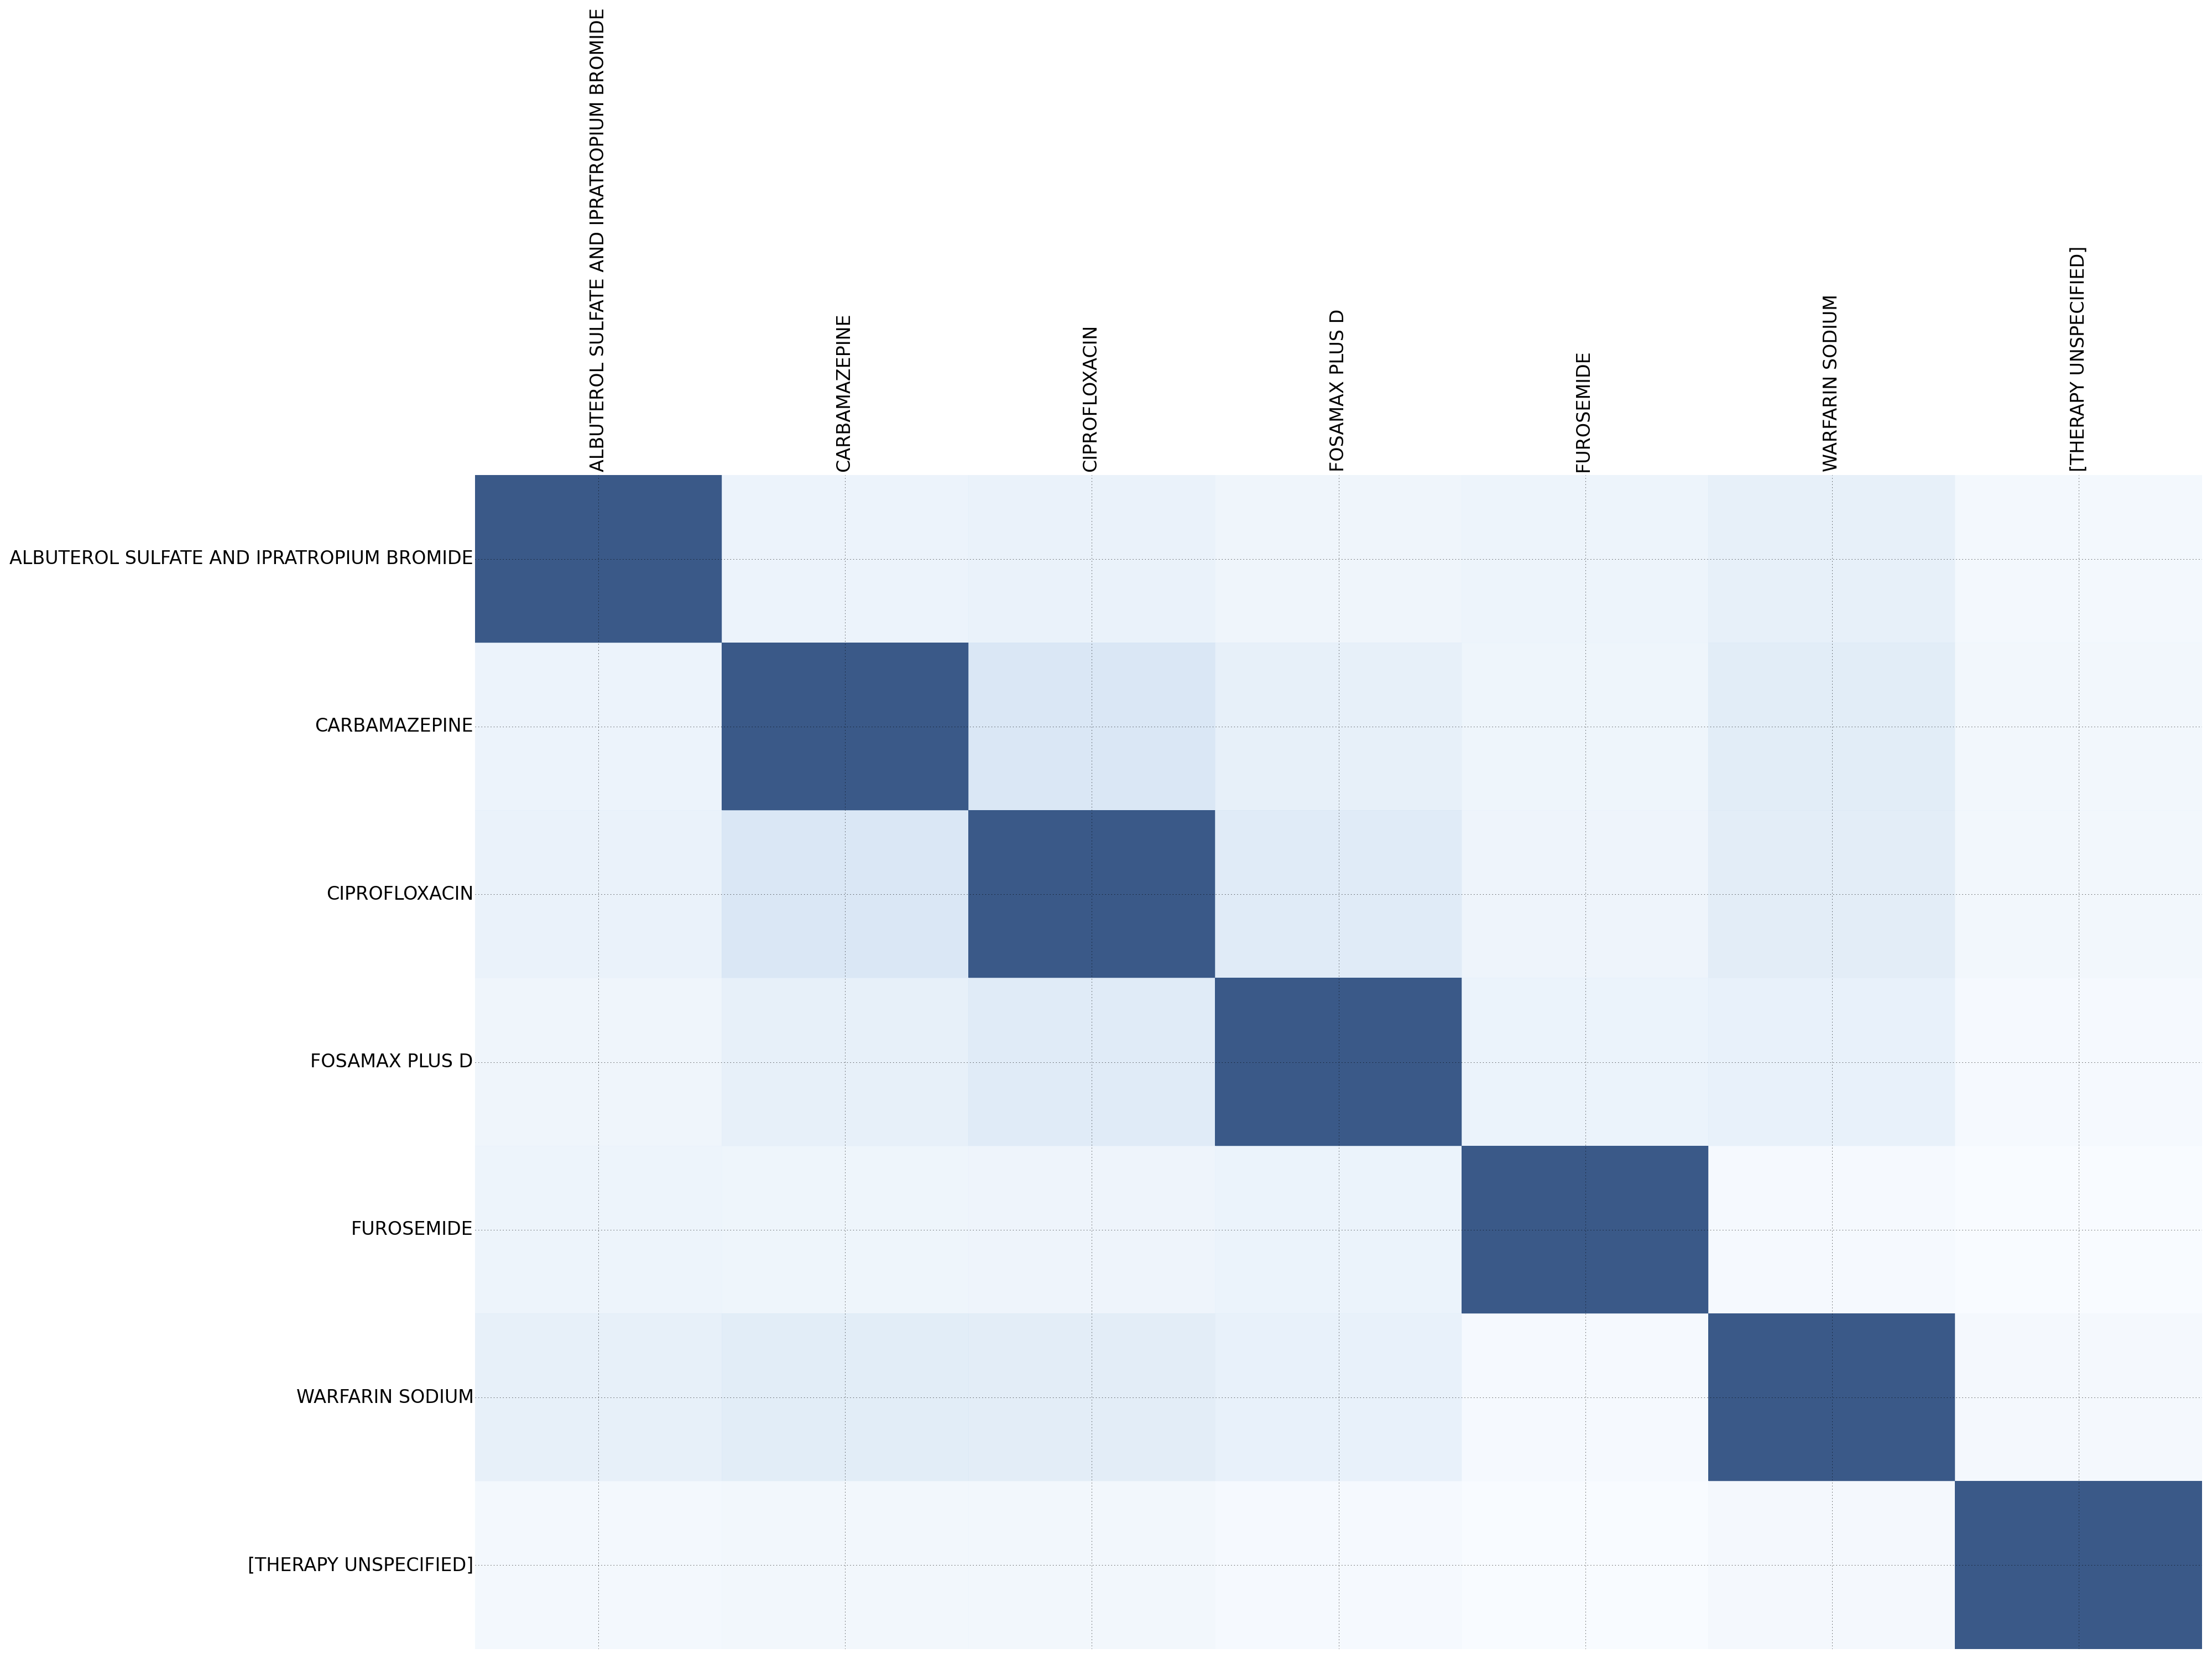 ALBUTEROL SULFATE AND IPRATROPIUM BROMIDE
CARBAMAZEPINE
CIPROFLOXACIN
FOSAMAX PLUS D
FUROSEMIDE
WARFARIN SODIUM
[THERAPY UNSPECIFIED]
ALBUTEROL SULFATE AND IPRATROPIUM BROMIDE
CARBAMAZEPINE
CIPROFLOXACIN
FOSAMAX PLUS D
FUROSEMIDE
WARFARIN SODIUM
[THERAPY UNSPECIFIED]